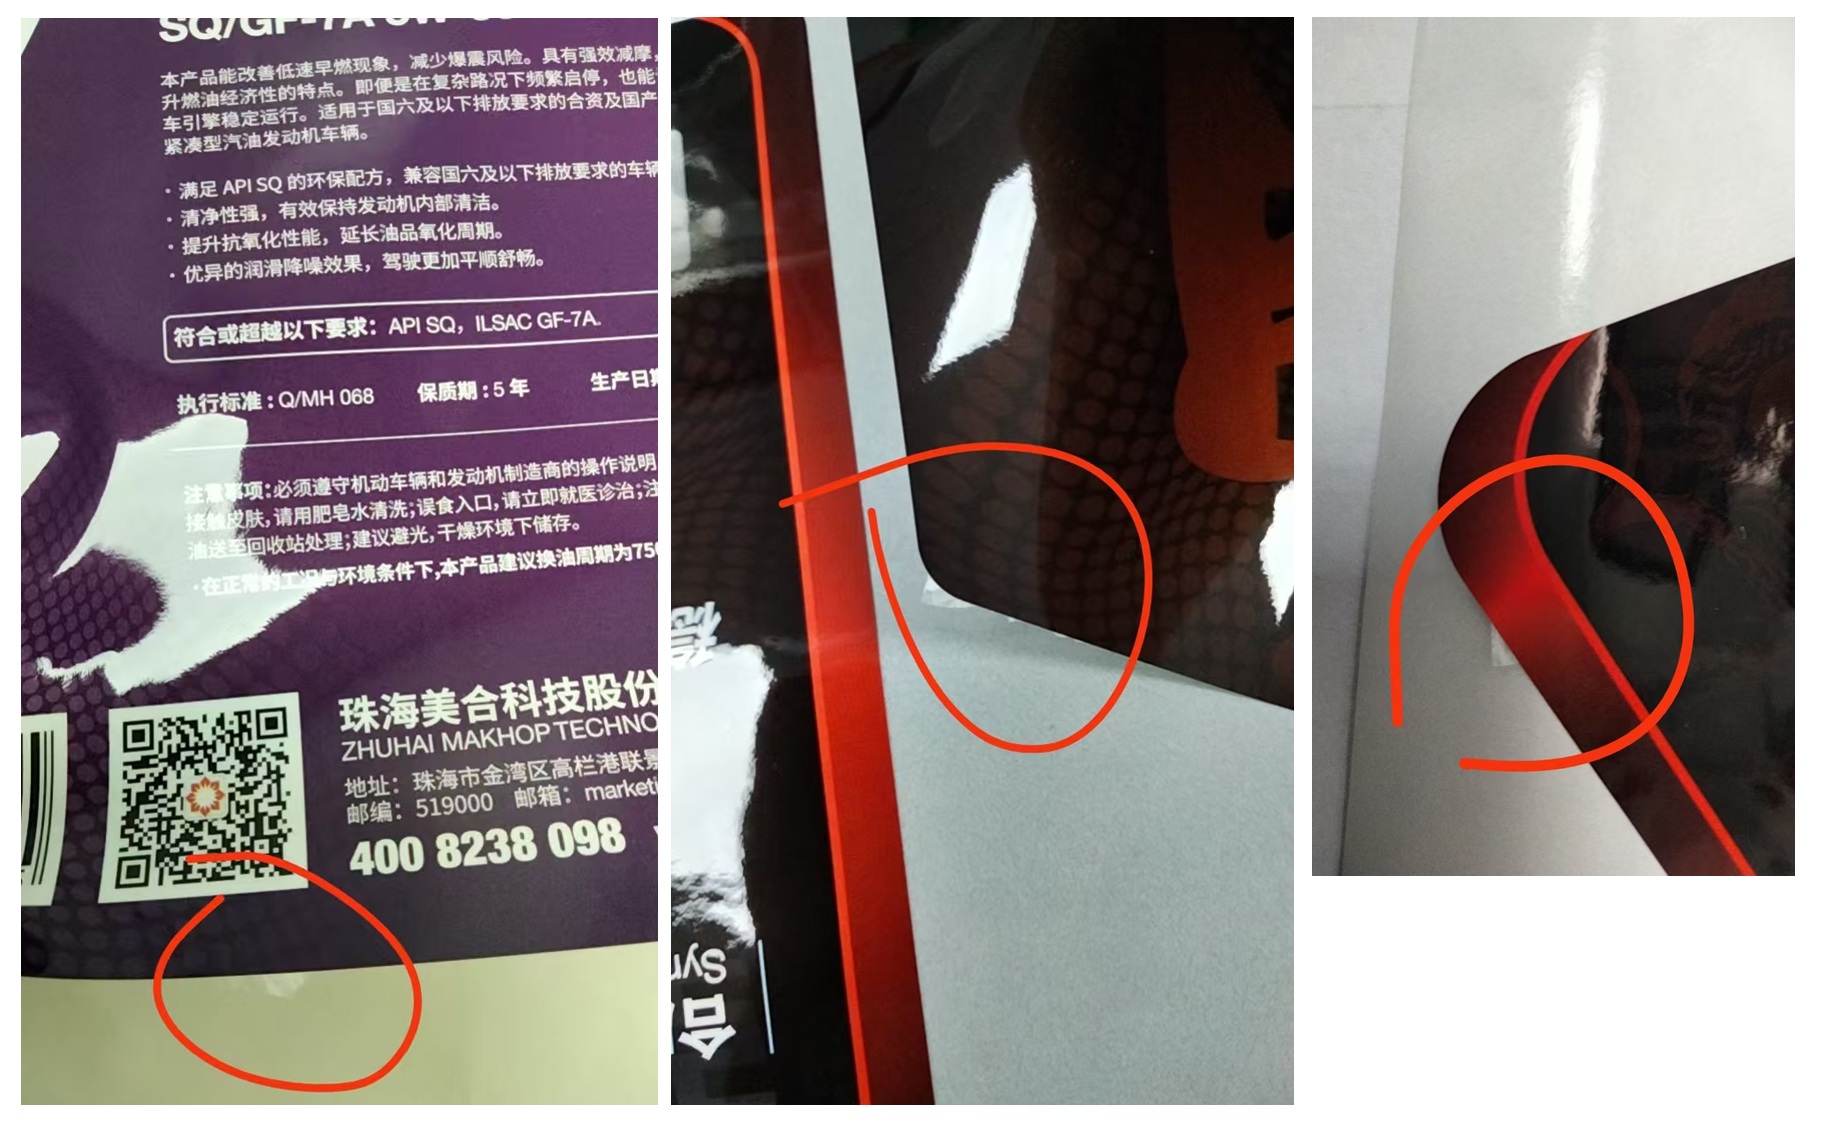 SQ/GF-7A
本产品能改善低速早燃现象，减少爆震风险。具有强效减摩，
升燃油经济性的特点。即便是在复杂路况下频繁启停，也能
车引擎稳定运行。适用于国六及以下排放要求的合资及国产
紧凑型汽油发动机车辆。
· 满足 API SQ 的环保配方，兼容国六及以下排放要求的车辆
· 清净性强，有效保持发动机内部清洁。
· 提升抗氧化性能，延长油品氧化周期。
· 优异的润滑降噪效果，驾驶更加平顺舒畅。
符合或超越以下要求：API SQ，ILSAC GF-7A.
执行标准：Q/MH 068 保质期：5 年 生产日期
注意事项：必须遵守机动车辆和发动机制造商的操作说明
接触皮肤，请用肥皂水清洗；误食入口，请立即就医诊治；注
油送至回收站处理；建议避光，干燥环境下储存。
· 在正常的工况与环境条件下，本产品建议换油周期为750
珠海美合科技股份
ZHUHAI MAKHOP TECHNO
地址：珠海市金湾区高栏港联
邮编：519000 邮箱：marketi
400 8238 098
Syn
合